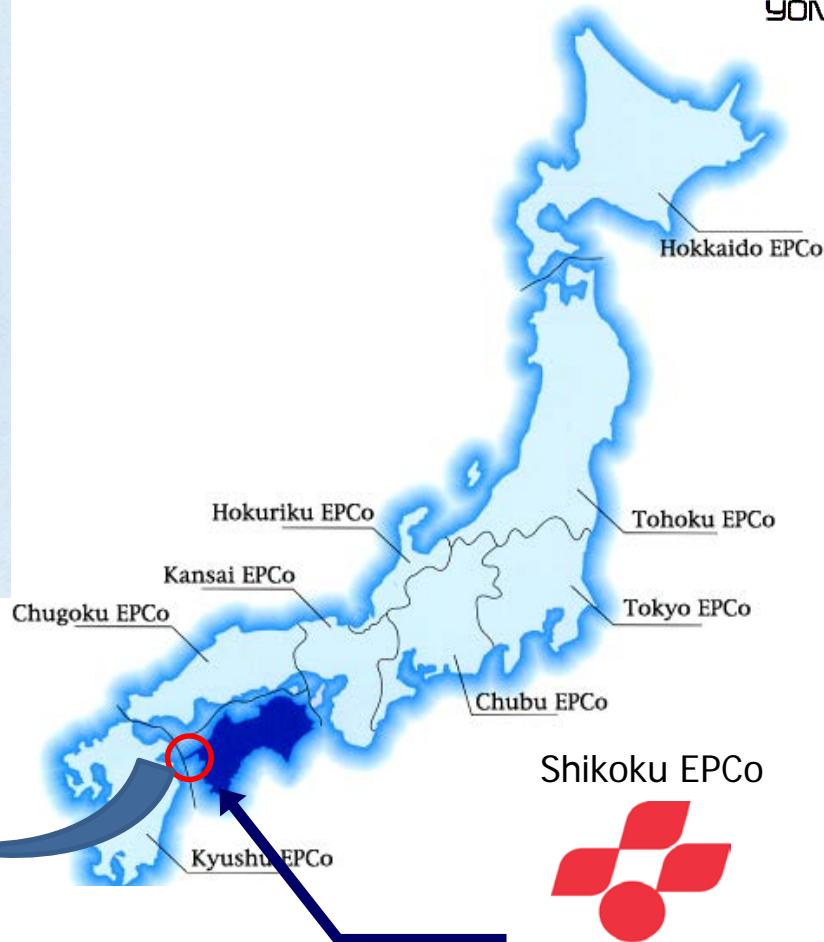 Hokkaido EPCo
Hokuriku EPCo
Tohoku EPCo
Kansai EPCo
Chugoku EPCo
Tokyo EPCo
Chubu EPCo
Shikoku EPCo
Kyushu EPCo